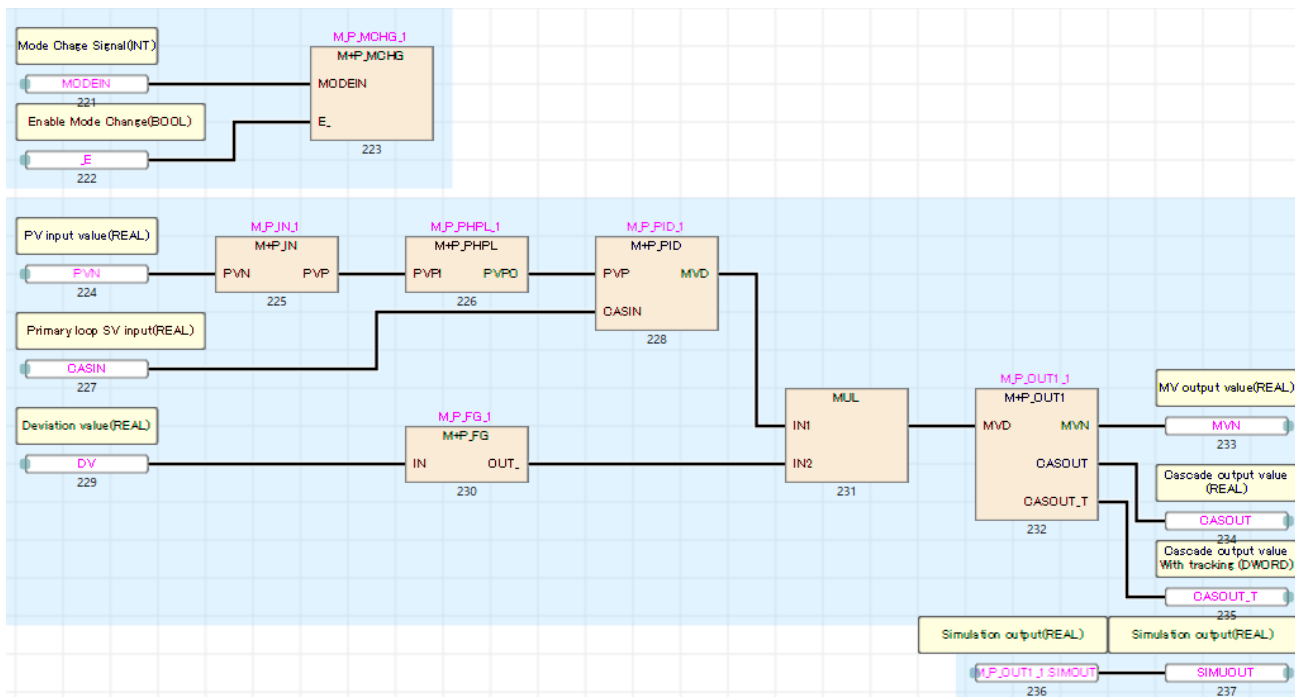 Mode Chage Signal(INT)
MODEIN
221
Enable Mode Change(BOOL)
_E
222
M_P_MCHG_1
M+P_MCHG
MODEIN
E_
223
PV input value(REAL)
PVN
224
M_P_IN_1
M+P_IN
PVN PVP
225
M_P_PHPL_1
M+P_PHPL
PVPI PVPO
226
Primary loop SV input(REAL)
CASIN
227
M_P_PID_1
M+P_PID
PVP MVD
CASIN
228
Deviation value(REAL)
DV
229
M_P_FG_1
M+P_FG
IN OUT_
230
MUL
IN1
IN2
231
M_P_OUT1_1
M+P_OUT1
MVD MVN
CASOUT
CASOUT_T
232
MV output value(REAL)
MVN
233
Cascade output value
(REAL)
CASOUT
234
Cascade output value
With tracking (DWORD)
CASOUT_T
235
Simulation output(REAL)
M_P_OUT1_1.SIMOUT
236
Simulation output(REAL)
SIMUOUT
237